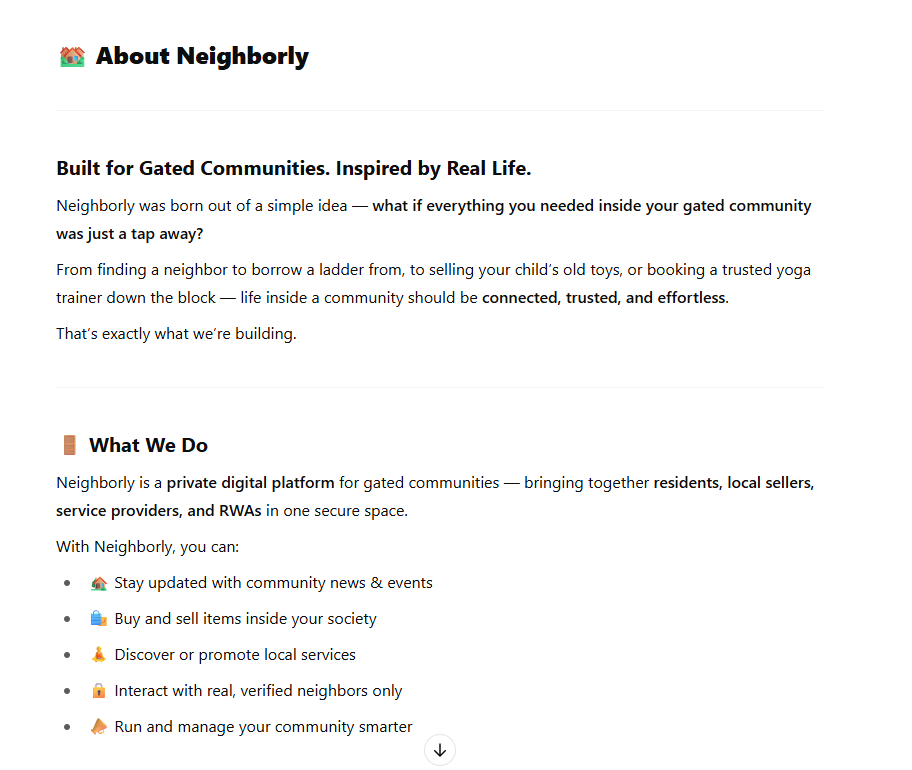 About Neighborly
Built for Gated Communities. Inspired by Real Life.
Neighborly was born out of a simple idea — what if everything you needed inside your gated community
was just a tap away?
From finding a neighbor to borrow a ladder from, to selling your child’s old toys, or booking a trusted yoga
trainer down the block — life inside a community should be connected, trusted, and effortless.
That’s exactly what we’re building.
What We Do
Neighborly is a private digital platform for gated communities — bringing together residents, local sellers,
service providers, and RWAs in one secure space.
With Neighborly, you can:
Stay updated with community news & events
Buy and sell items inside your society
Discover or promote local services
Interact with real, verified neighbors only
Run and manage your community smarter